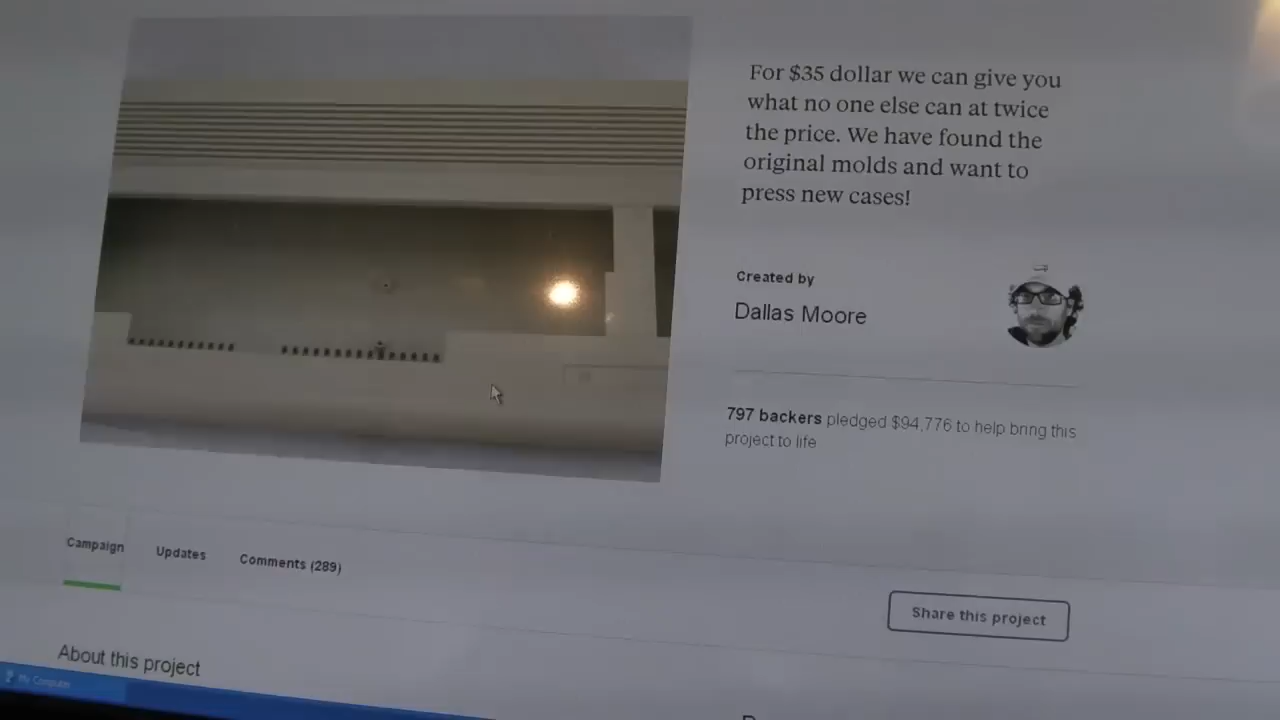 For $35 dollar we can give you
what no one else can at twice
the price. We have found the
original molds and want to
press new cases!
Created by
Dallas Moore
797 backers pledged $94,776 to help bring this
project to life
Campaign
Updates
Comments (289)
Share this project
About this project
My Computer